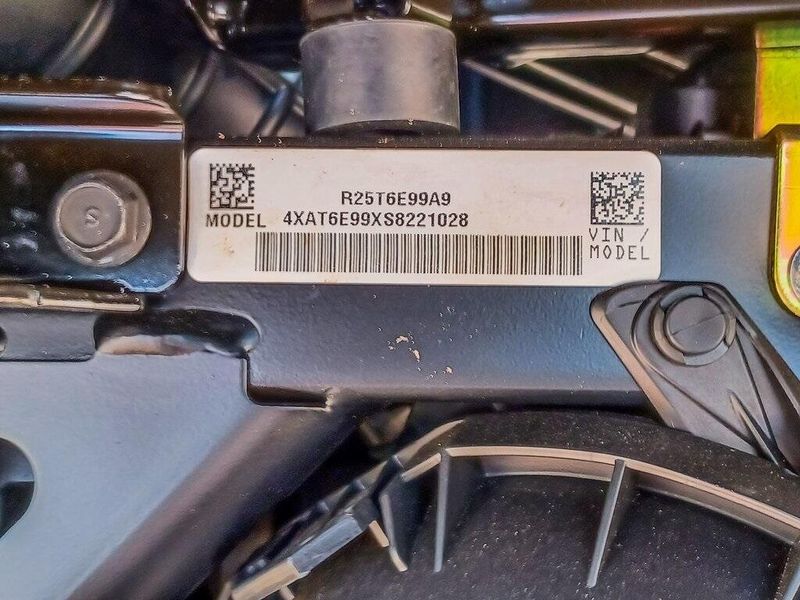 R25T6E99A9
MODEL 4XAT6E99XS8221028
VIN /
MODEL
S